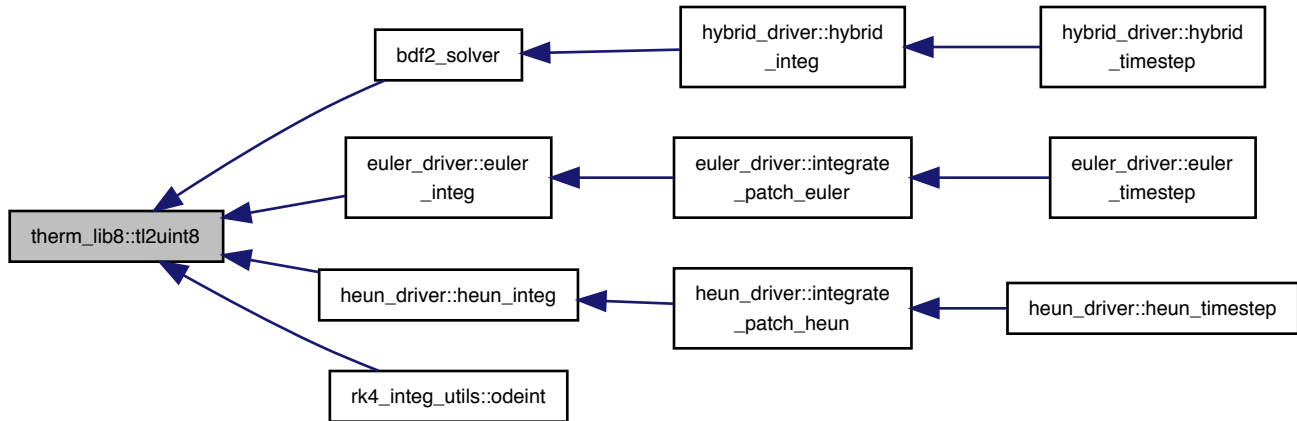 therm_lib8::tl2uint8
bdf2_solver
hybrid_driver::hybrid
_integ
hybrid_driver::hybrid
_timestep
euler_driver::euler
_integ
euler_driver::integrate
_patch_euler
euler_driver::euler
_timestep
heun_driver::heun_integ
heun_driver::integrate
_patch_heun
heun_driver::heun_timestep
rk4_integ_utils::odeint